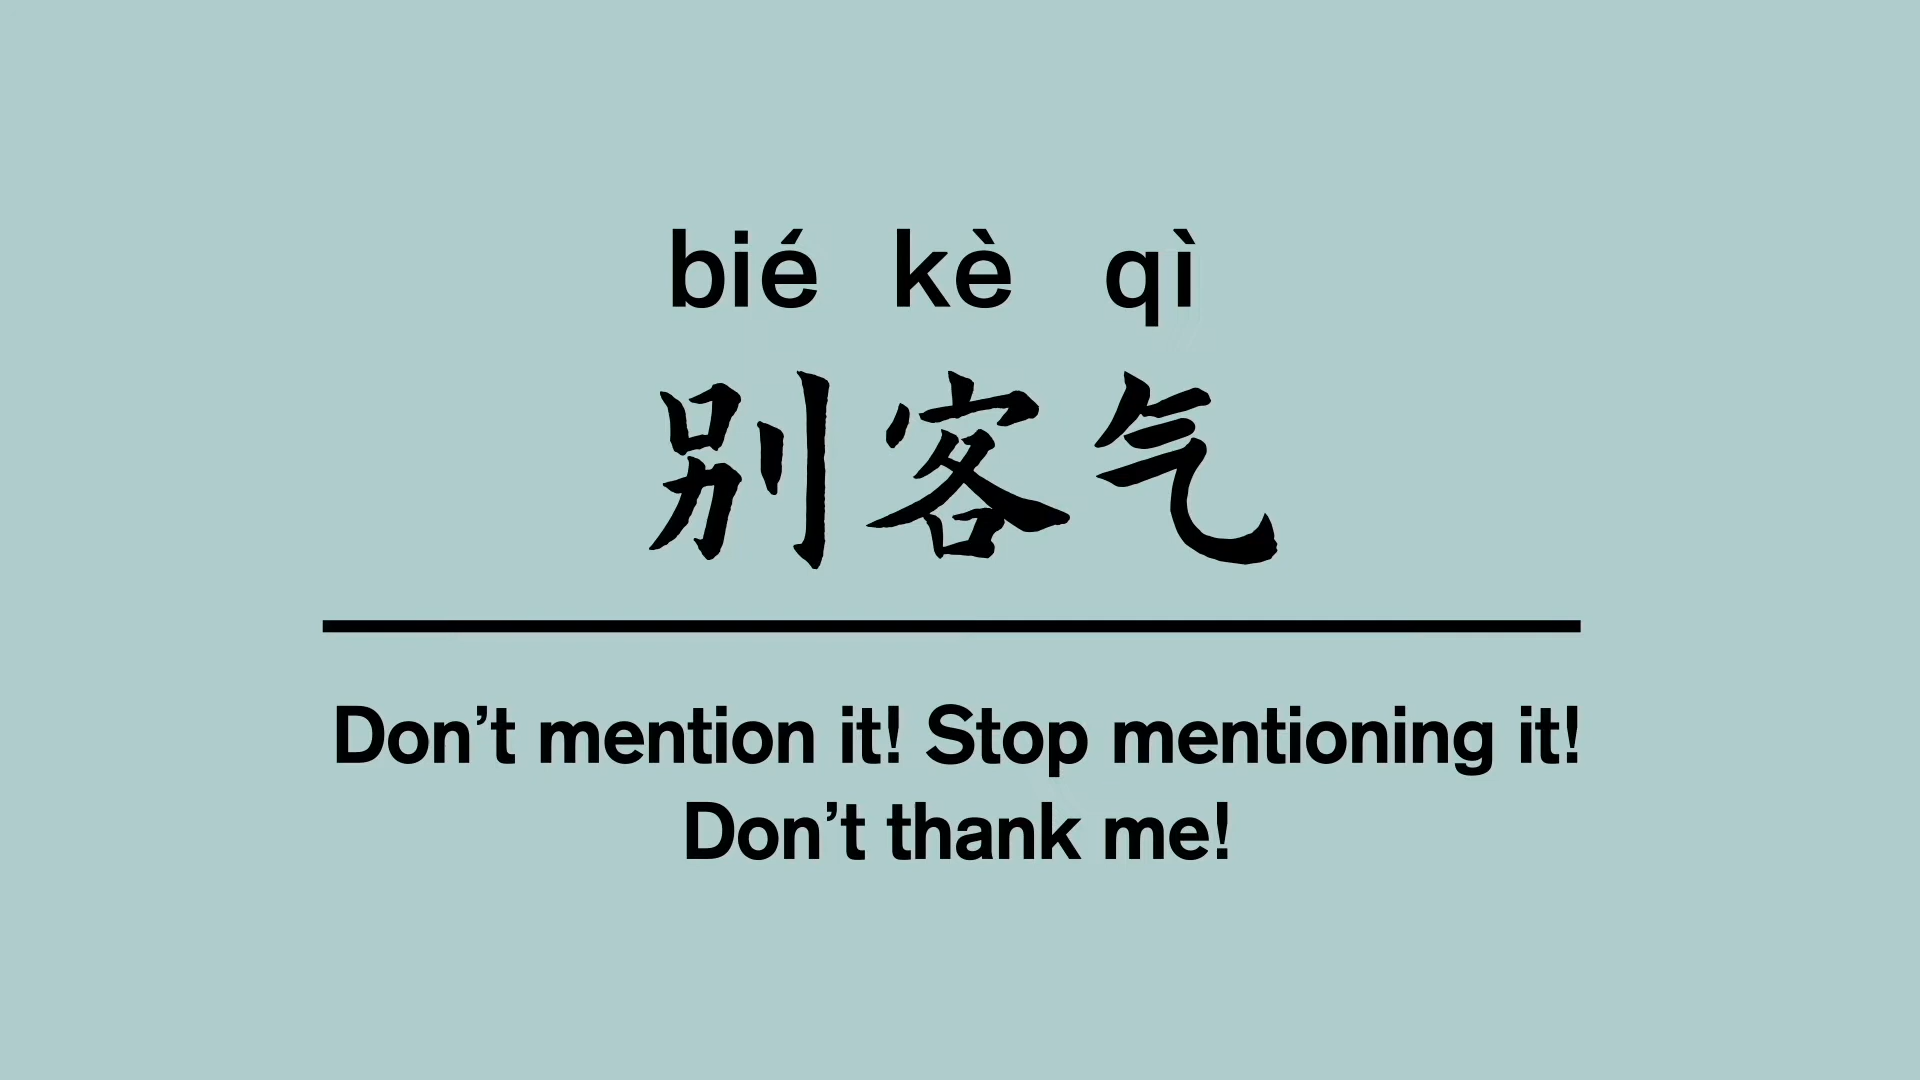 bié kè qì
别客气
Don’t mention it! Stop mentioning it!
Don’t thank me!